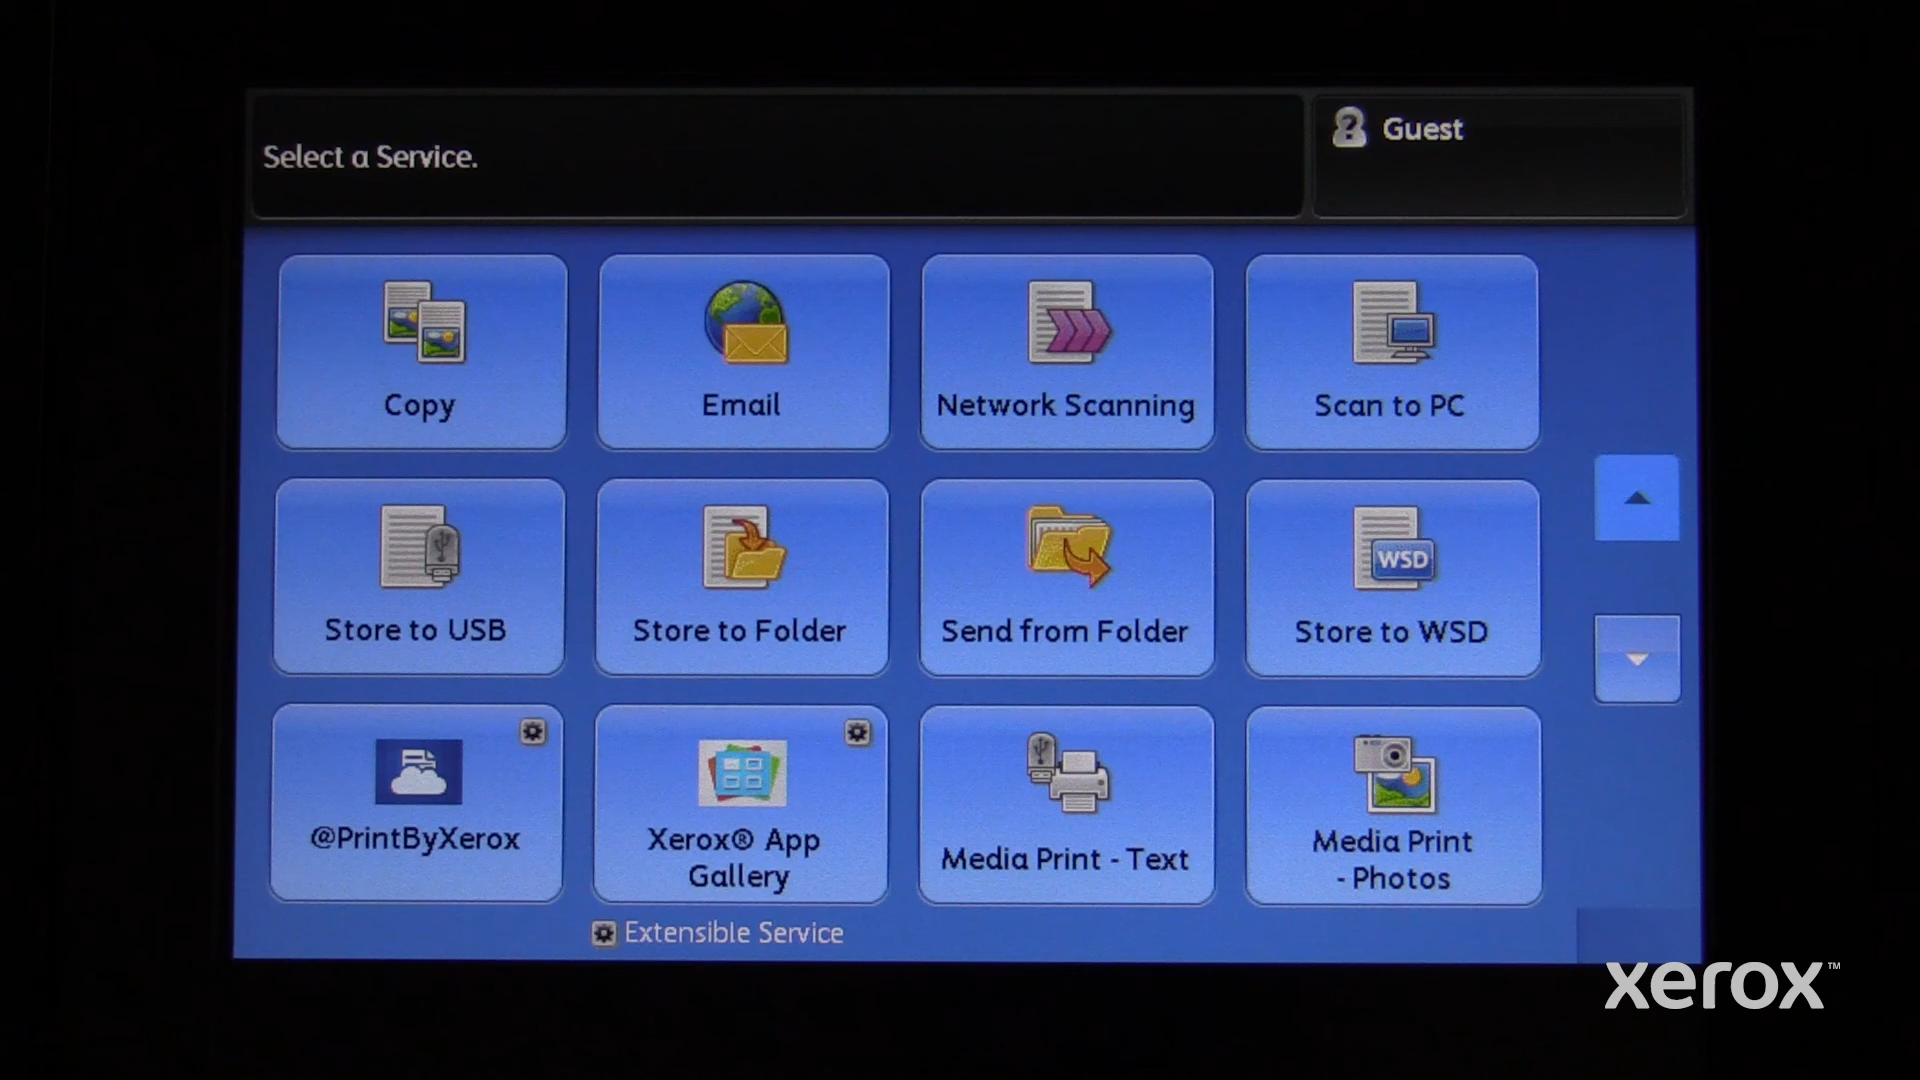 Select a Service.
Guest
Copy
Email
Network Scanning
Scan to PC
Store to USB
Store to Folder
Send from Folder
WSD
Store to WSD
@PrintByXerox
Xerox® App
Gallery
Media Print - Text
Media Print
- Photos
Extensible Service
xerox™